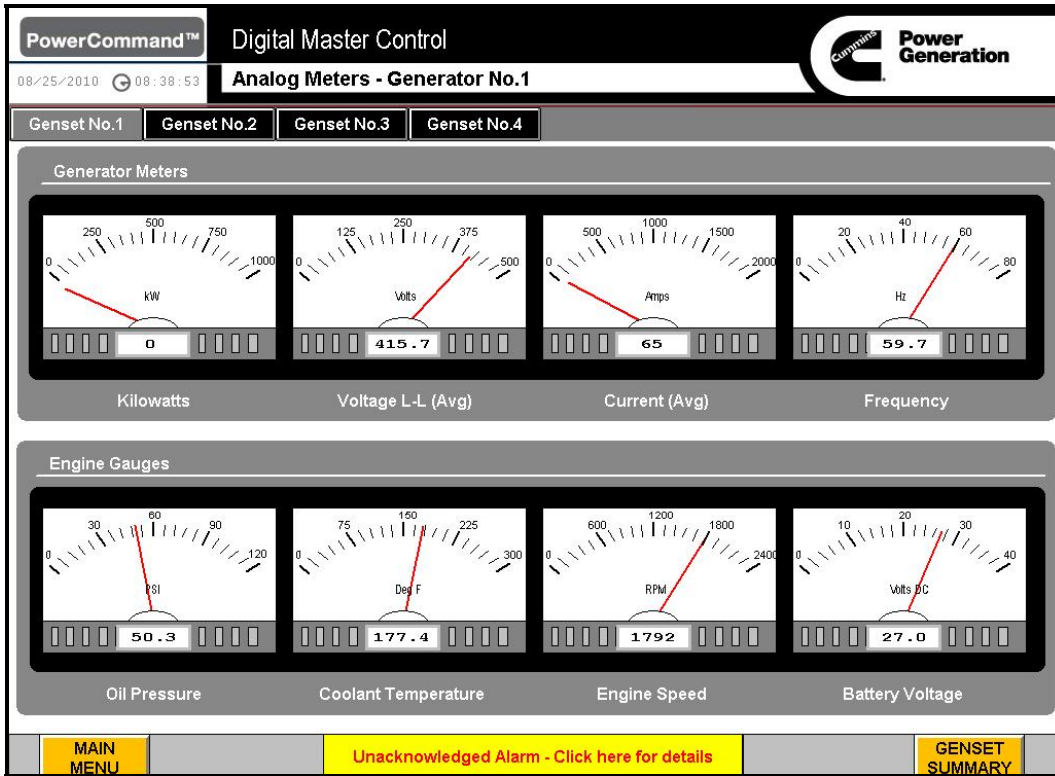 PowerCommand™
Digital Master Control
cummins
Power
Generation
08/25/2010 08:38:53
Analog Meters - Generator No.1
Genset No.1 Genset No.2 Genset No.3 Genset No.4
Generator Meters
0 250 500 750 1000
kW
0
Kilowatts
0 125 250 375 500
Volts
415.7
Voltage L-L (Avg)
0 500 1000 1500 2000
Amps
65
Current (Avg)
0 20 40 60 80
Hz
59.7
Frequency
Engine Gauges
0 30 60 90 120
PSI
50.3
Oil Pressure
0 75 150 225 300
Deg F
177.4
Coolant Temperature
0 600 1200 1800 2400
RPM
1792
Engine Speed
0 10 20 30 40
Volts DC
27.0
Battery Voltage
MAIN
MENU
Unacknowledged Alarm - Click here for details
GENSET
SUMMARY